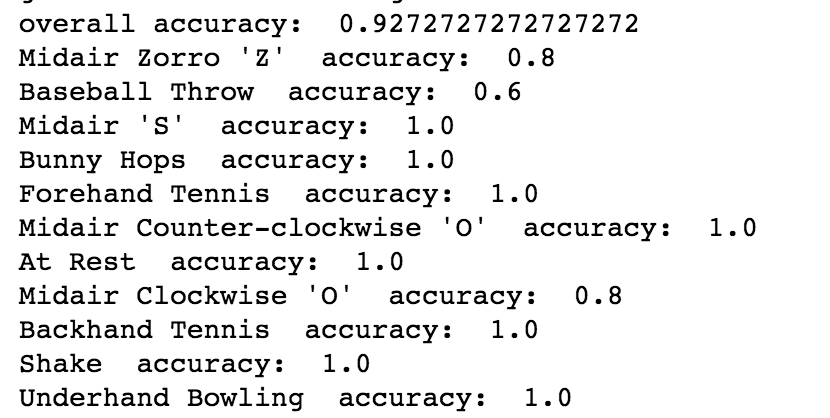 overall accuracy:  0.9272727272727272
Midair Zorro 'Z'  accuracy:  0.8
Baseball Throw  accuracy:  0.6
Midair 'S'  accuracy:  1.0
Bunny Hops  accuracy:  1.0
Forehand Tennis  accuracy:  1.0
Midair Counter-clockwise 'O'  accuracy:  1.0
At Rest  accuracy:  1.0
Midair Clockwise 'O'  accuracy:  0.8
Backhand Tennis  accuracy:  1.0
Shake  accuracy:  1.0
Underhand Bowling  accuracy:  1.0